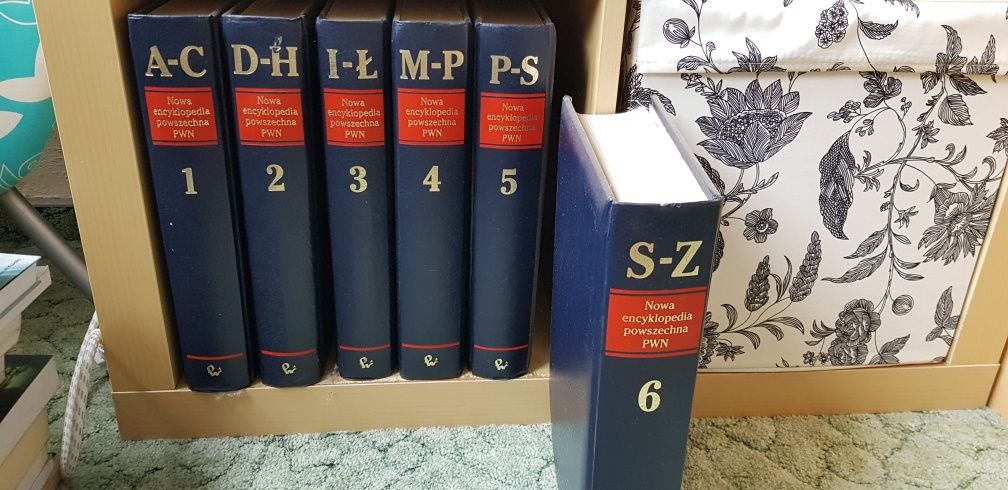 A-C
Nowa
encyklopedia
powszechna
PWN
1
D-H
Nowa
encyklopedia
powszechna
PWN
2
I-Ł
Nowa
encyklopedia
powszechna
PWN
3
M-P
Nowa
encyklopedia
powszechna
PWN
4
P-S
Nowa
encyklopedia
powszechna
PWN
5
S-Z
Nowa
encyklopedia
powszechna
PWN
6